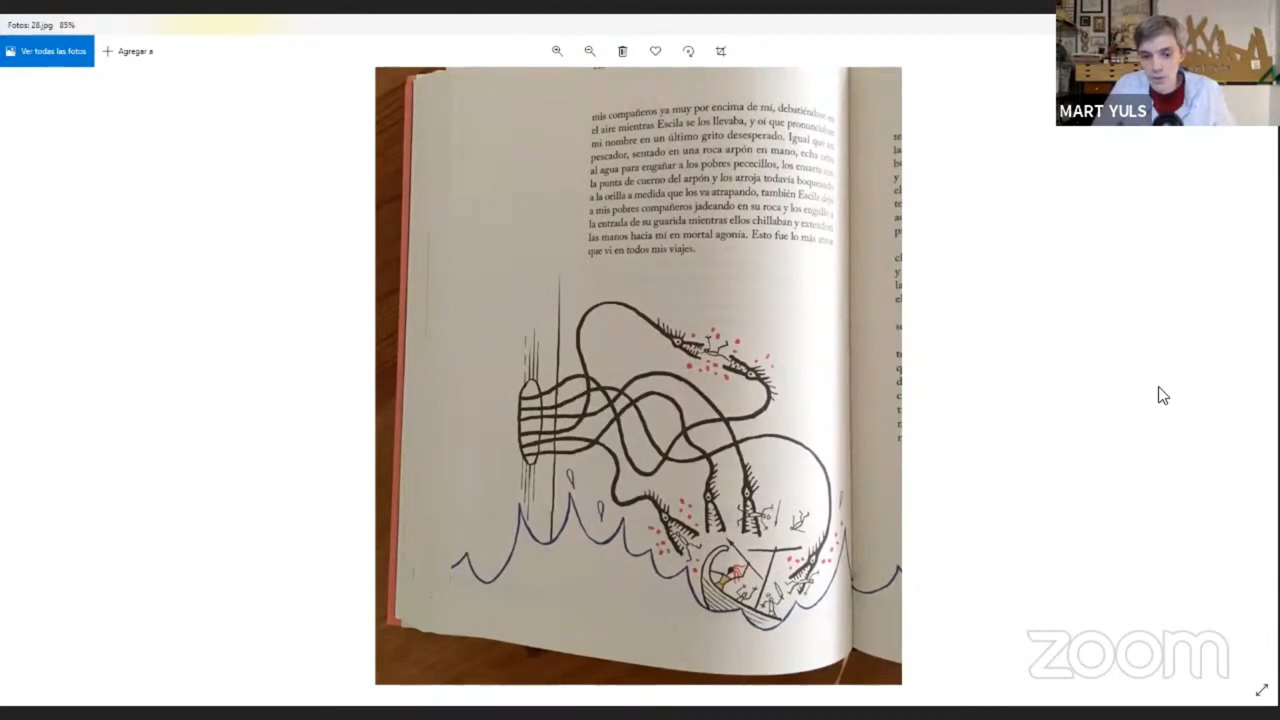 Fotos: 28.jpg 85%
Ver todas las fotos
Agregar a
MART YULS
mis compañeros ya muy por encima de mí, debatiéndose en
el aire mientras Escila se los llevaba, y oí que pronunciaban
mi nombre en un último grito desesperado. Igual que un
pescador, sentado en una roca arpón en mano, echa cebo
al agua para engañar a los pobres pececillos, los ensarta con
la punta de cuerno del arpón y los arroja todavía boqueando
a la orilla a medida que los va atrapando, también Escila dejó
a mis pobres compañeros jadeando en su roca y los engulló a
la entrada de su guarida mientras ellos chillaban y extendían
las manos hacia mí en mortal agonía. Esto fue lo más
que vi en todos mis viajes.
zoom